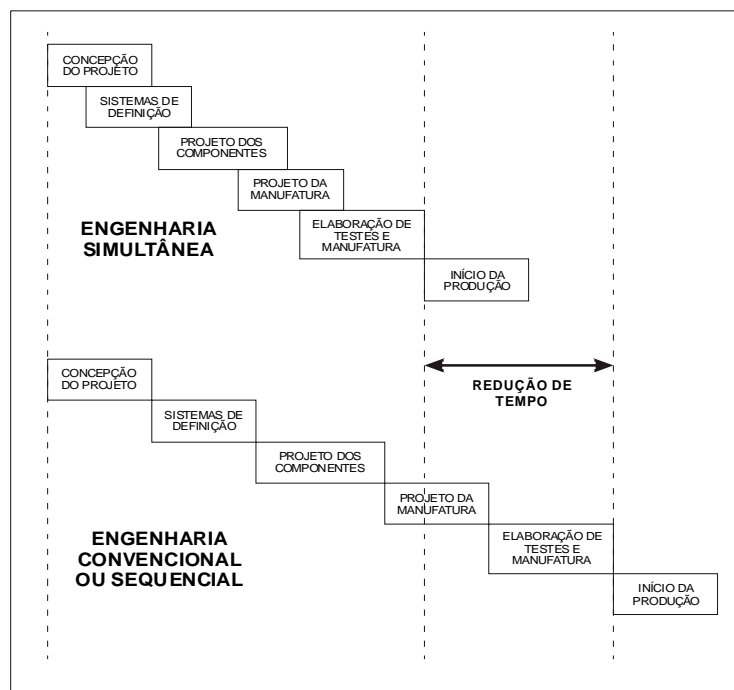 CONCEPÇÃO
DO PROJETO
SISTEMAS DE
DEFINIÇÃO
PROJETO DOS
COMPONENTES
PROJETO DA
MANUFATURA
ELABORAÇÃO DE
TESTES E
MANUFATURA
INÍCIO DA
PRODUÇÃO
ENGENHARIA
SIMULTÂNEA
REDUÇÃO DE
TEMPO
CONCEPÇÃO
DO PROJETO
SISTEMAS DE
DEFINIÇÃO
PROJETO DOS
COMPONENTES
PROJETO DA
MANUFATURA
ELABORAÇÃO DE
TESTES E
MANUFATURA
INÍCIO DA
PRODUÇÃO
ENGENHARIA
CONVENCIONAL
OU SEQUENCIAL